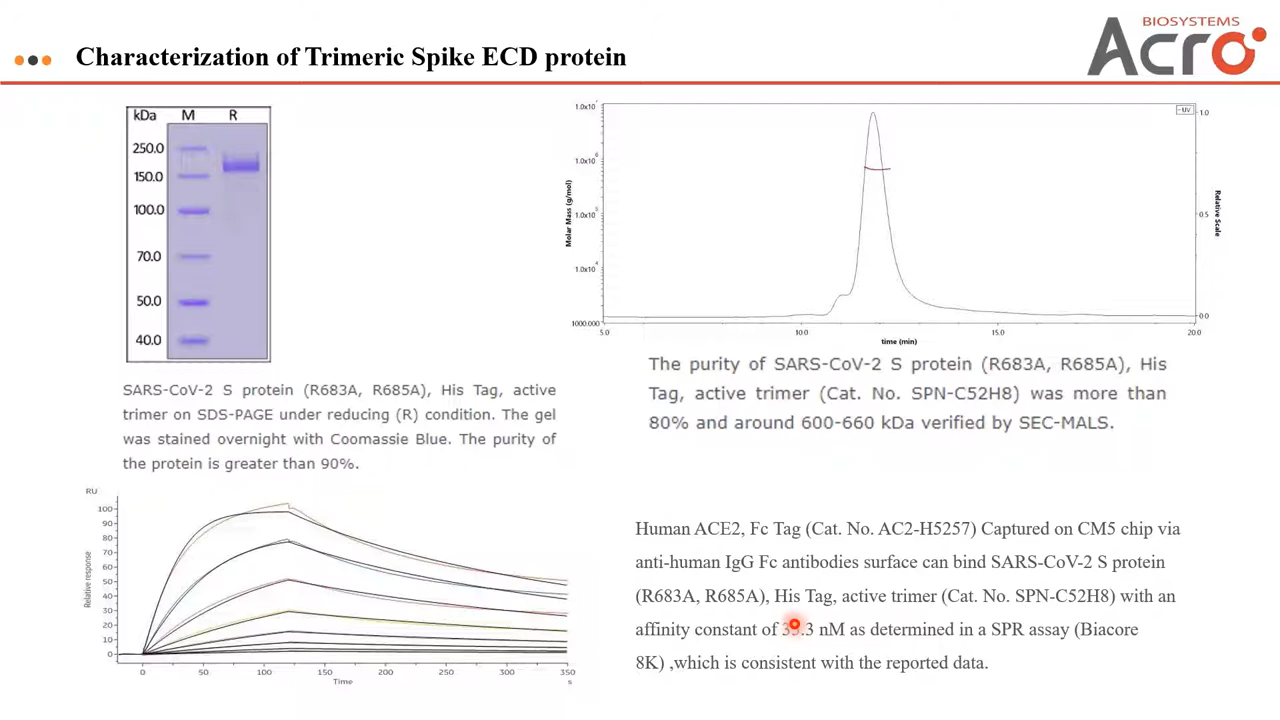 Characterization of Trimeric Spike ECD protein
BIOSYSTEMS
Acro
kDa M R
250.0
150.0
100.0
70.0
50.0
40.0
SARS-CoV-2 S protein (R683A, R685A), His Tag, active
trimer on SDS-PAGE under reducing (R) condition. The gel
was stained overnight with Coomassie Blue. The purity of
the protein is greater than 90%.
UV
Molar Mass (g/mol)
1.0x10⁷
1.0x10⁶
1.0x10⁵
1.0x10⁴
1000.000
1.0
0.5
0.0
Relative Scale
5.0 10.0 15.0 20.0
time (min)
The purity of SARS-CoV-2 S protein (R683A, R685A), His
Tag, active trimer (Cat. No. SPN-C52H8) was more than
80% and around 600-660 kDa verified by SEC-MALS.
RU
Relative response
100
90
80
70
60
50
40
30
20
10
0
0 50 100 150 200 250 300 350
Time s
Human ACE2, Fc Tag (Cat. No. AC2-H5257) Captured on CM5 chip via
anti-human IgG Fc antibodies surface can bind SARS-CoV-2 S protein
(R683A, R685A), His Tag, active trimer (Cat. No. SPN-C52H8) with an
affinity constant of nM as determined in a SPR assay (Biacore
8K) ,which is consistent with the reported data.